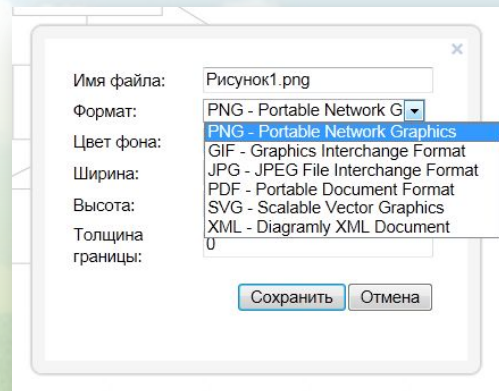 Имя файла: Рисунок1.png
Формат: PNG - Portable Network G
PNG - Portable Network Graphics
Цвет фона:
GIF - Graphics Interchange Format
JPG - JPEG File Interchange Format
Ширина:
PDF - Portable Document Format
Высота:
SVG - Scalable Vector Graphics
XML - Diagramly XML Document
Толщина
границы:
0
Сохранить Отмена